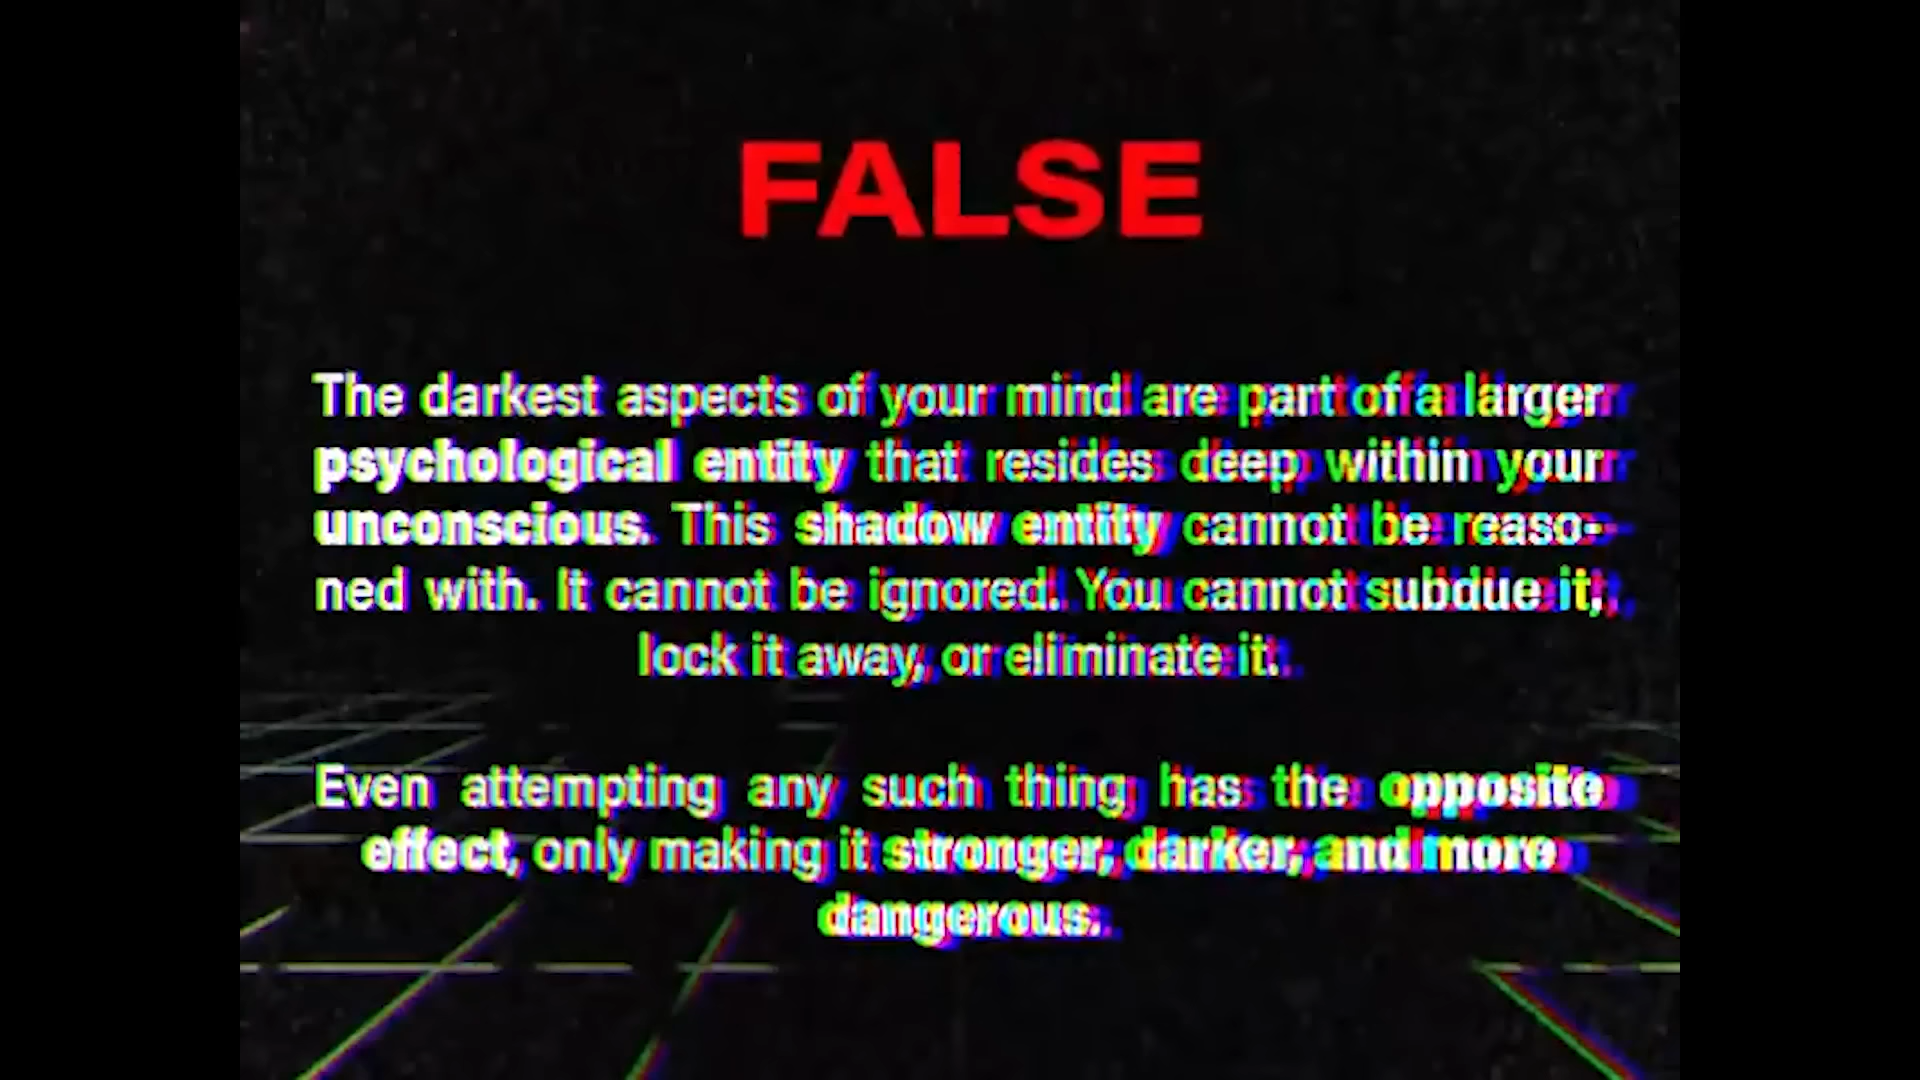 FALSE
The darkest aspects of your mind are part of a larger
psychological entity that resides deep within your
unconscious. This shadow entity cannot be reaso-
ned with. It cannot be ignored. You cannot subdue it,
lock it away, or eliminate it.
Even attempting any such thing has the opposite
effect, only making it stronger, darker, and more
dangerous.